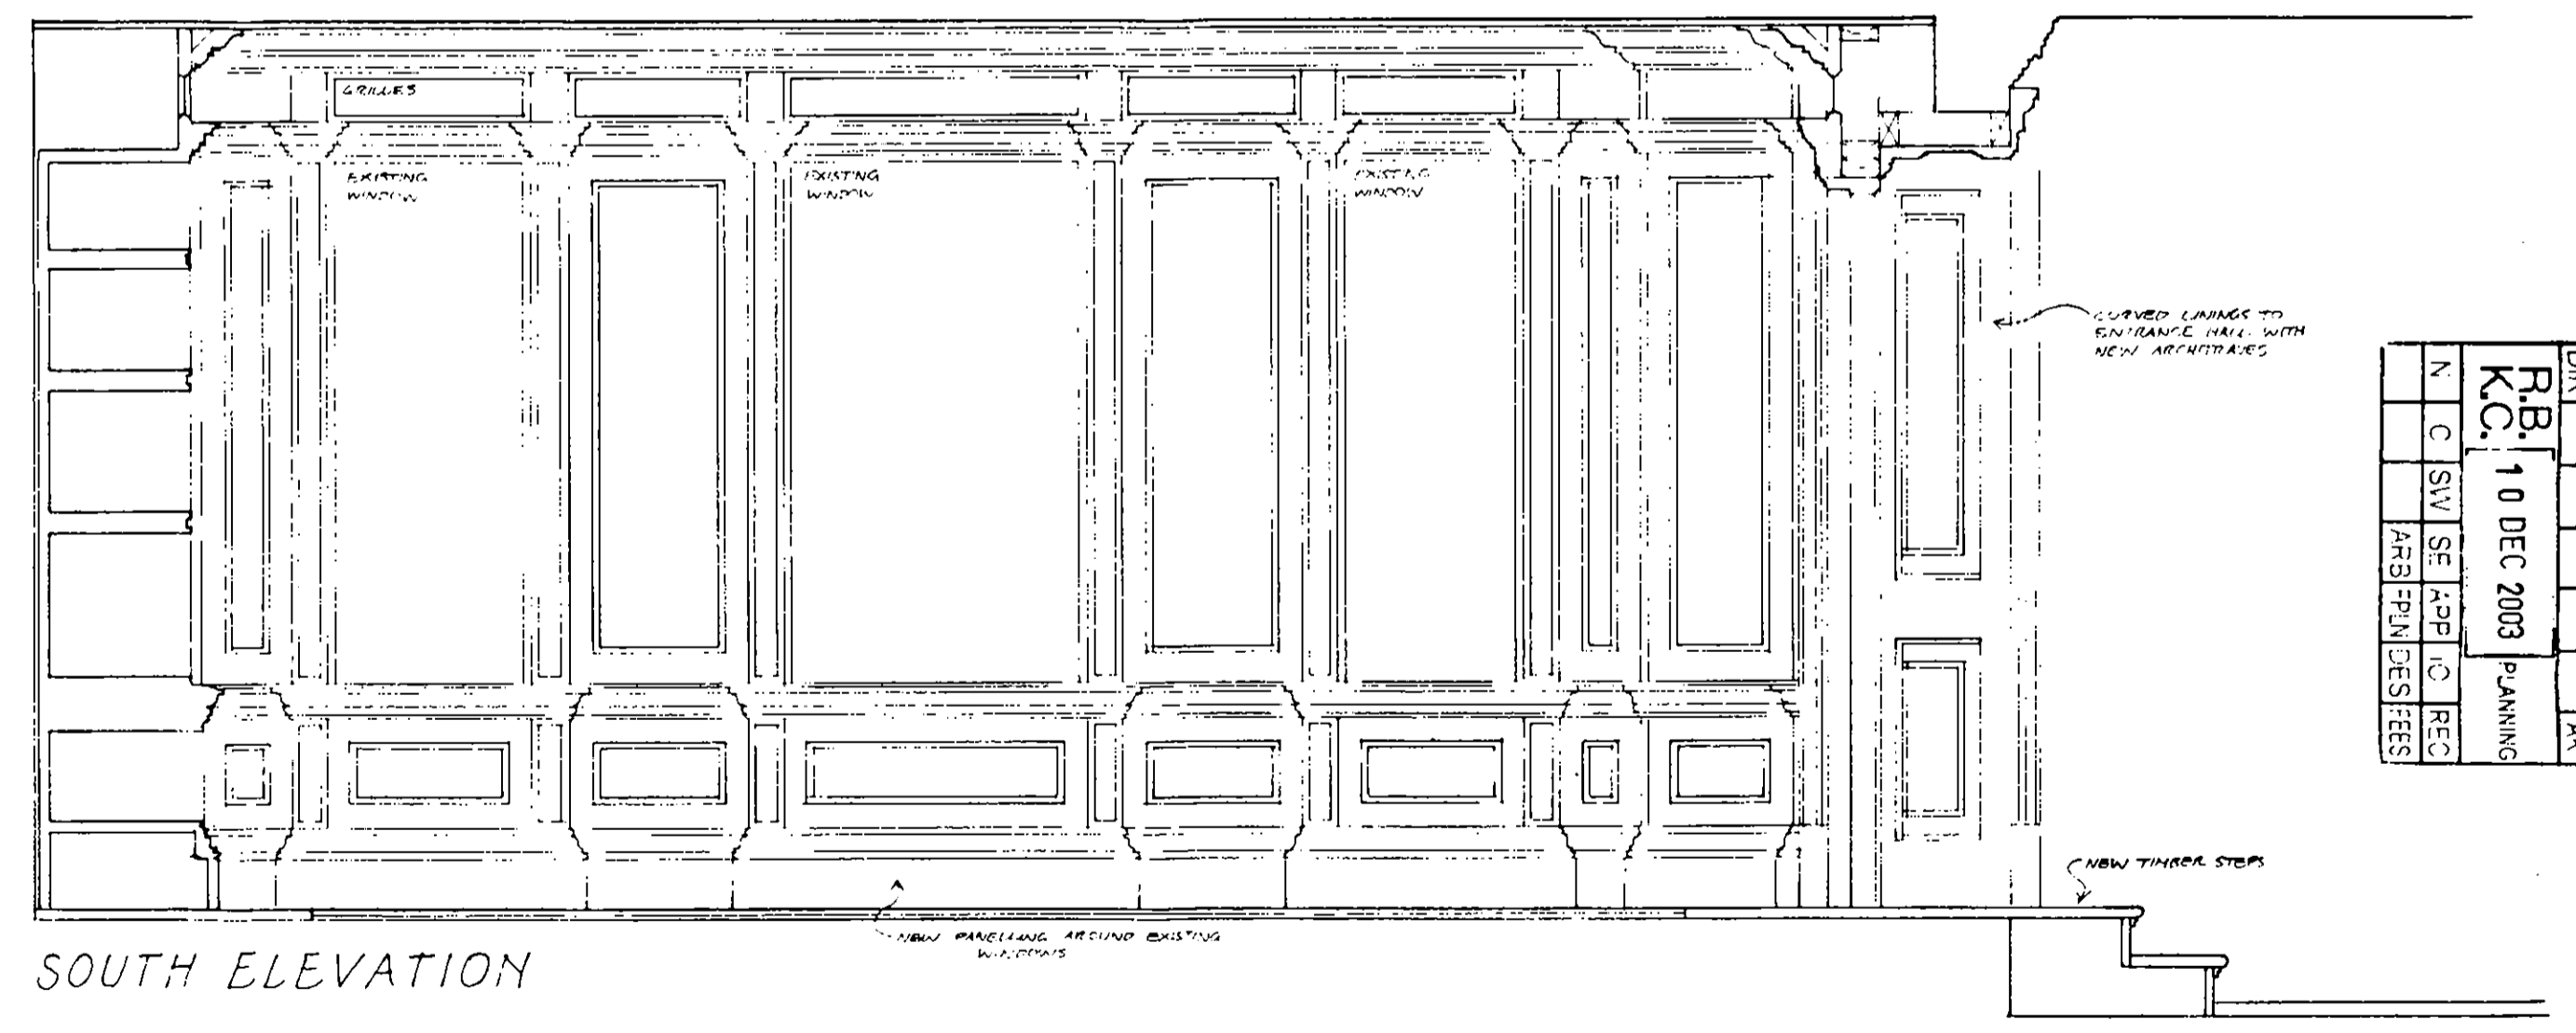 GRILLES
EXISTING
WINDOW
EXISTING
WINDOW
EXISTING
WINDOW
CURVED LININGS TO
ENTRANCE HALL WITH
NEW ARCHITRAVES
NEW TIMBER STEPS
NEW PANELLING AROUND EXISTING
WINDOWS
SOUTH ELEVATION
R.B.
K.C.
10 DEC 2003
PLANNING
N C SW SE APP IO REC
ARB FPLN DES FEES